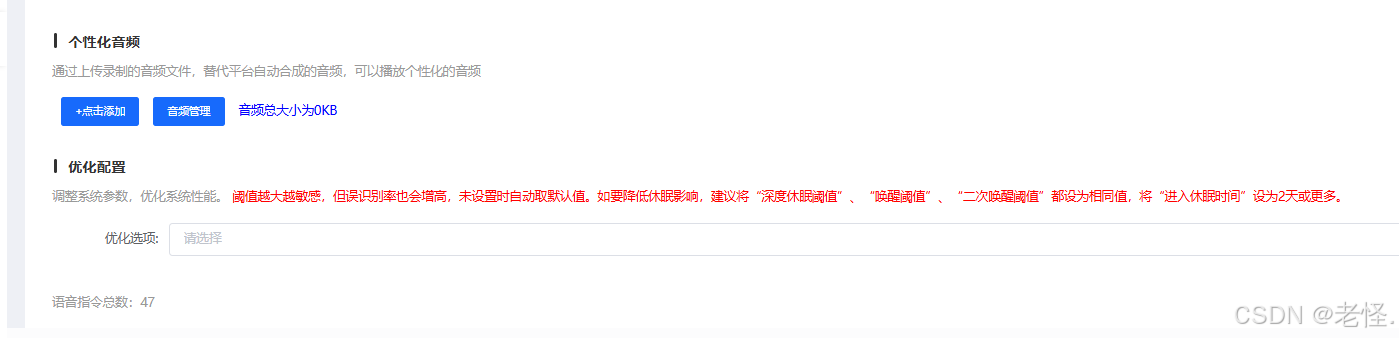 个性化音频
通过上传录制的音频文件，替代平台自动合成的音频，可以播放个性化的音频
+点击添加 音频管理 音频总大小为0KB
优化配置
调整系统参数，优化系统性能。 阈值越大越敏感，但误识别率也会增高，未设置时自动取默认值。如要降低休眠影响，建议将“深度休眠阈值”、“唤醒阈值”、“二次唤醒阈值”都设为相同值，将“进入休眠时间”设为2天或更多。
优化选项: 请选择
语音指令总数：47
CSDN @老怪.